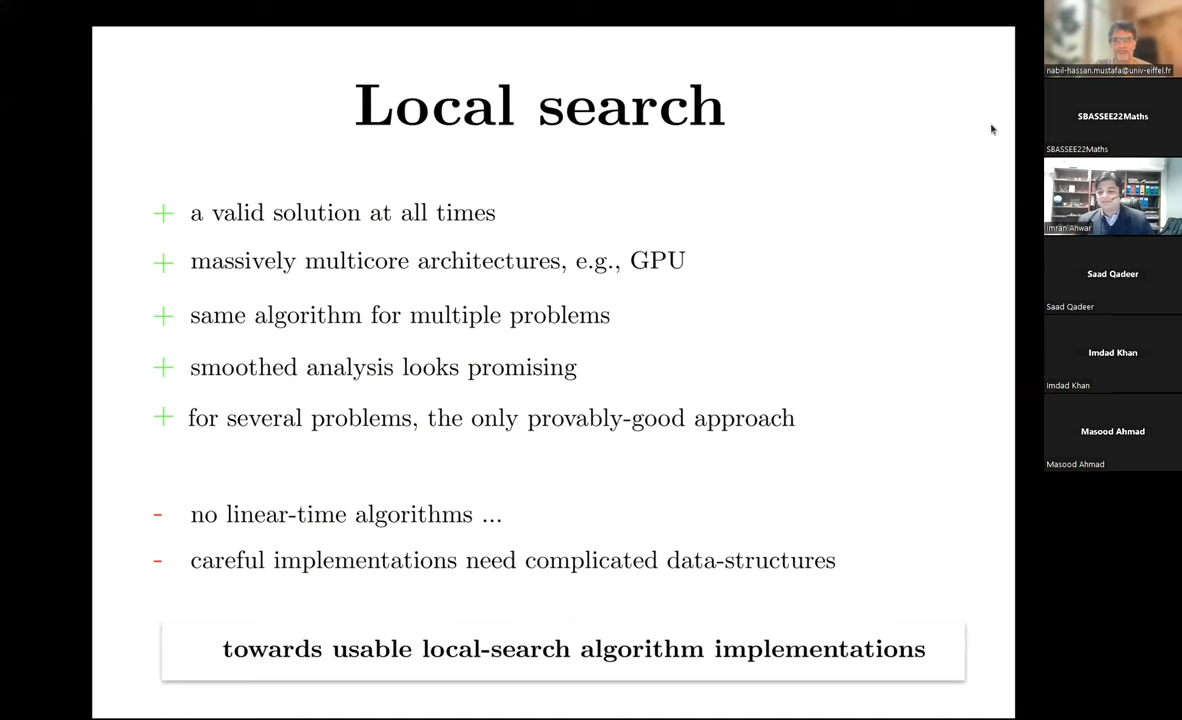 Local search
+ a valid solution at all times
+ massively multicore architectures, e.g., GPU
+ same algorithm for multiple problems
+ smoothed analysis looks promising
+ for several problems, the only provably-good approach
- no linear-time algorithms ...
- careful implementations need complicated data-structures
towards usable local-search algorithm implementations
nabil-hassan.mustafa@univ-eiffel.fr
SBASSEE22Maths
SBASSEE22Maths
Imran Anwar
Saad Qadeer
Saad Qadeer
Imdad Khan
Imdad Khan
Masood Ahmad
Masood Ahmad